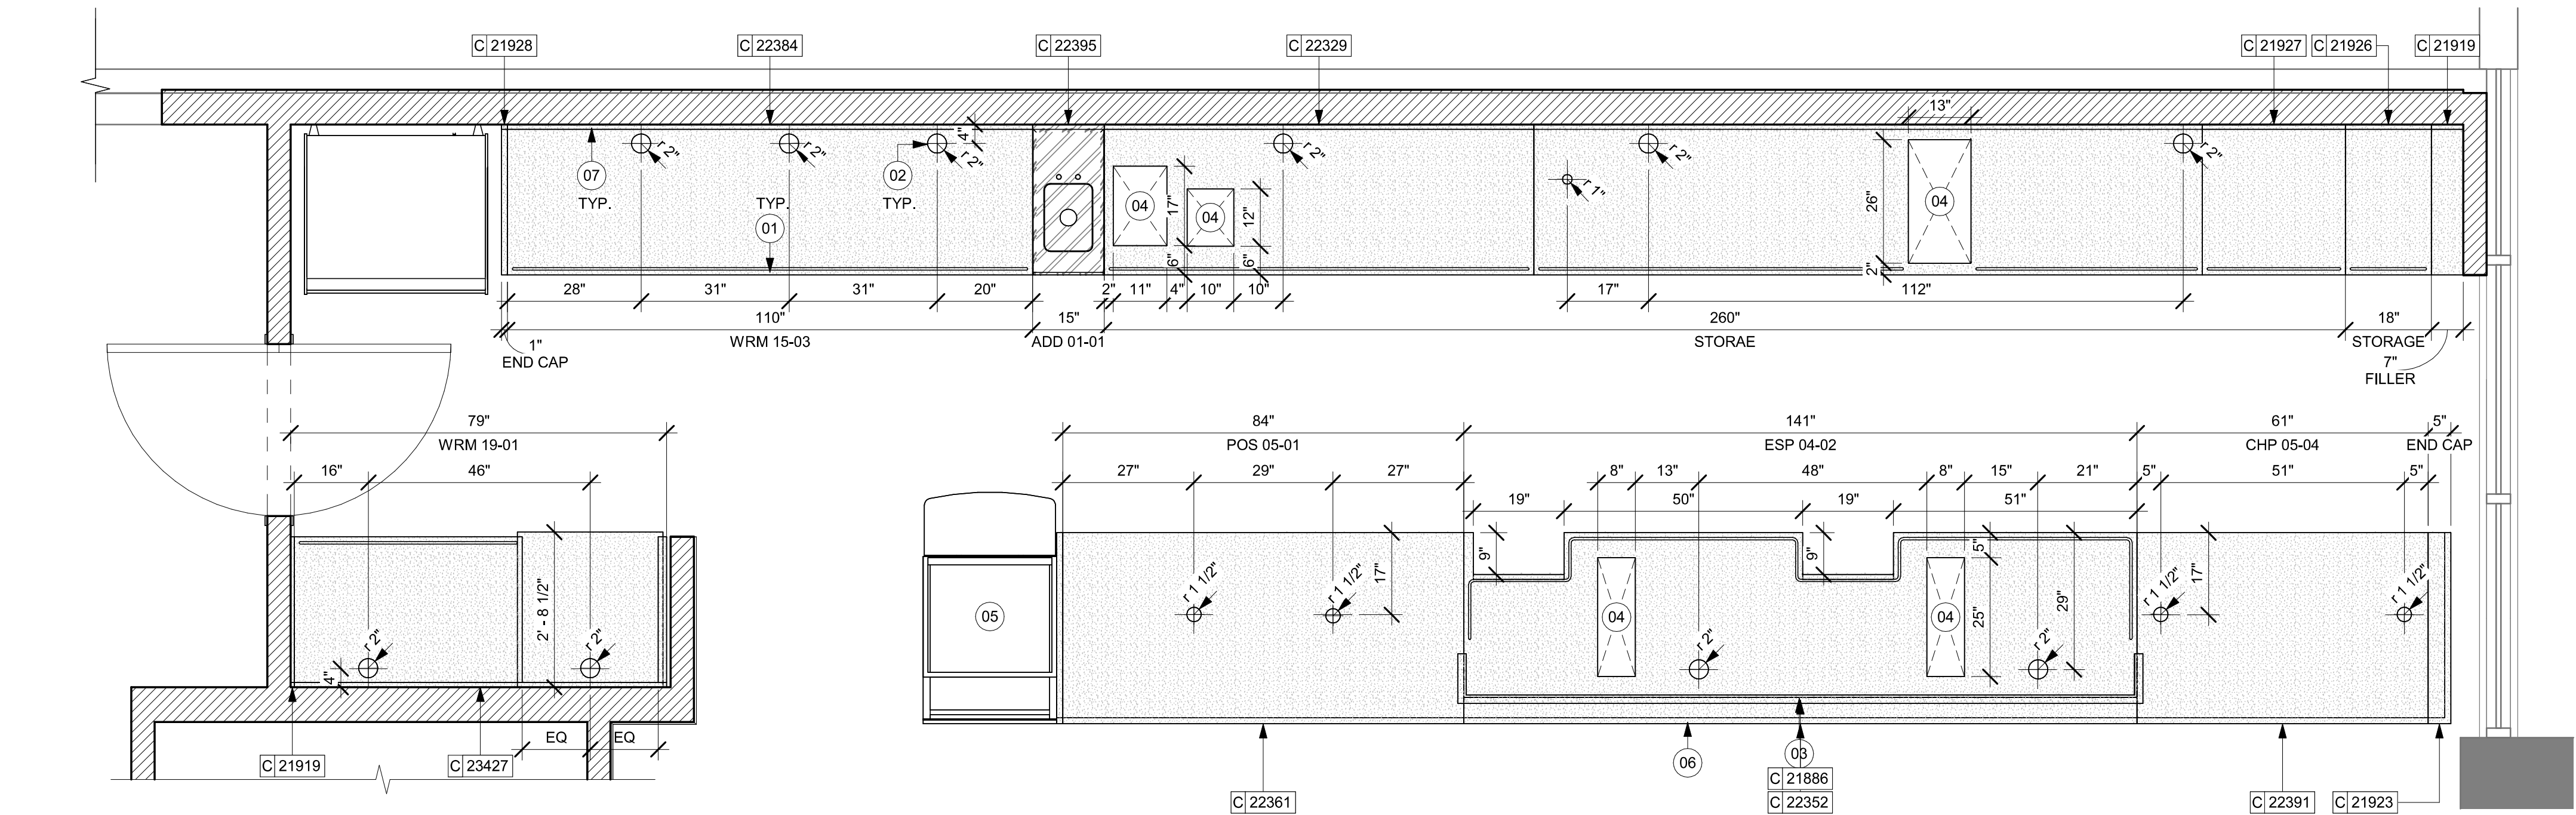 C 21928
C 22384
C 22395
C 22329
C 21927
C 21926
C 21919
13"
4"
r 2"
r 2"
r 2"
r 2"
r 2"
r 2"
07
TYP.
TYP.
01
02
TYP.
04
17"
04
12"
r 1"
26"
04
6"
6"
2"
28"
31"
31"
20"
2"
11"
4"
10"
10"
17"
112"
110"
15"
260"
18"
WRM 15-03
ADD 01-01
STORAE
STORAGE
1"
END CAP
7"
FILLER
79"
WRM 19-01
16"
46"
2' - 8 1/2"
r 2"
r 2"
4"
EQ
EQ
C 21919
C 23427
84"
141"
61"
5"
POS 05-01
ESP 04-02
CHP 05-04
END CAP
27"
29"
27"
8"
13"
48"
8"
15"
21"
5"
51"
5"
19"
50"
19"
51"
9"
9"
5"
17"
17"
r 1 1/2"
r 1 1/2"
r 1 1/2"
r 1 1/2"
05
04
04
25"
29"
r 2"
r 2"
06
03
C 21886
C 22361
C 22352
C 22391
C 21923